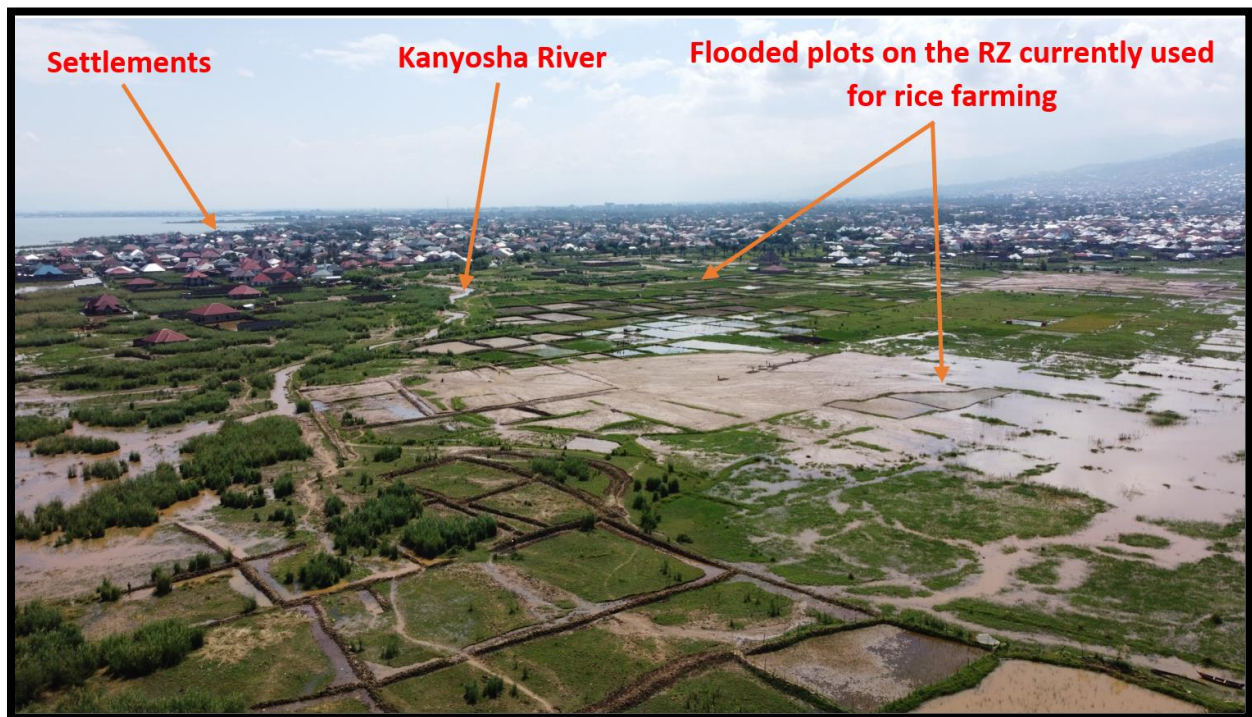 Settlements
Kanyosha River
Flooded plots on the RZ currently used
for rice farming